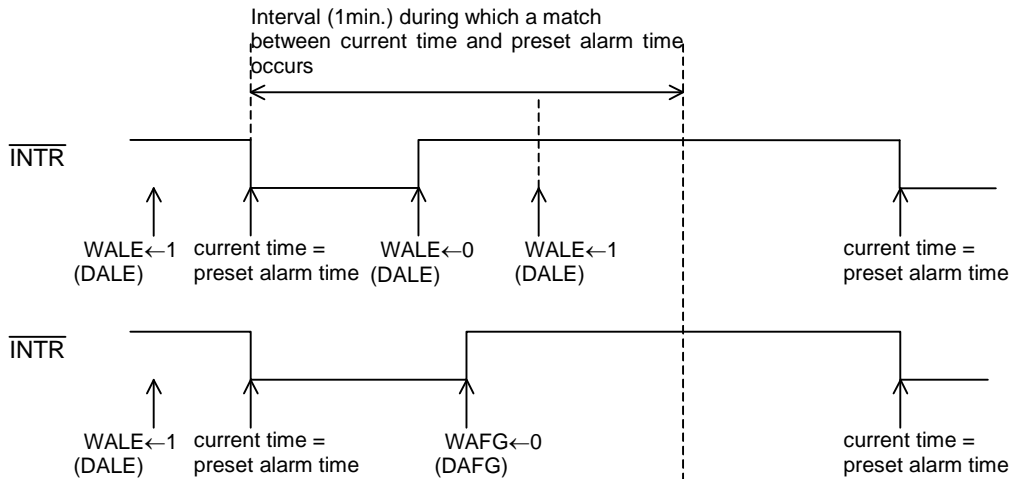 Interval (1min.) during which a match
between current time and preset alarm time
occurs
INTR
WALE←1 current time = WALE←0 WALE←1 current time =
(DALE) preset alarm time (DALE) (DALE) preset alarm time
INTR
WALE←1 current time = WAFG←0 current time =
(DALE) preset alarm time (DAFG) preset alarm time